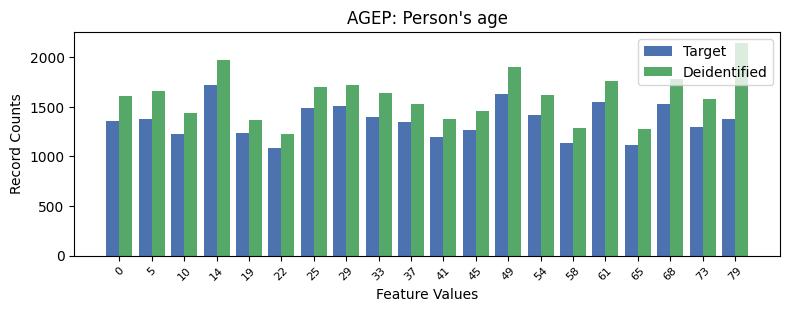 AGEP: Person's age
Target
Deidentified
Record Counts
2000
1500
1000
500
0
0 5 10 14 19 22 25 29 33 37 41 45 49 54 58 61 65 68 73 79
Feature Values